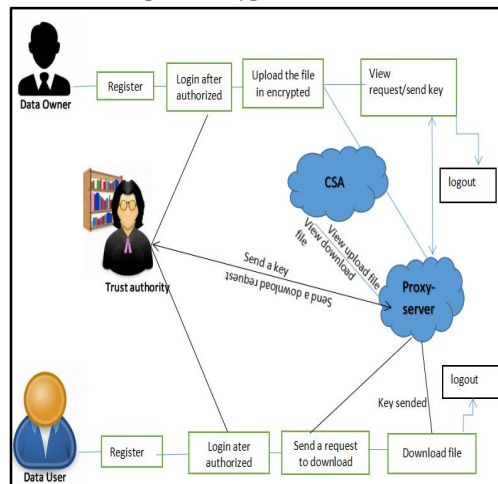 Data Owner
Register
Login after
authorized
Upload the file
in encrypted
View
request/send key
logout
CSA
View upload file
View download
file
Trust authority
Send a key
Send a download request
Proxy-
server
Key sended
logout
Data User
Register
Login ater
authorized
Send a request
to download
Download file